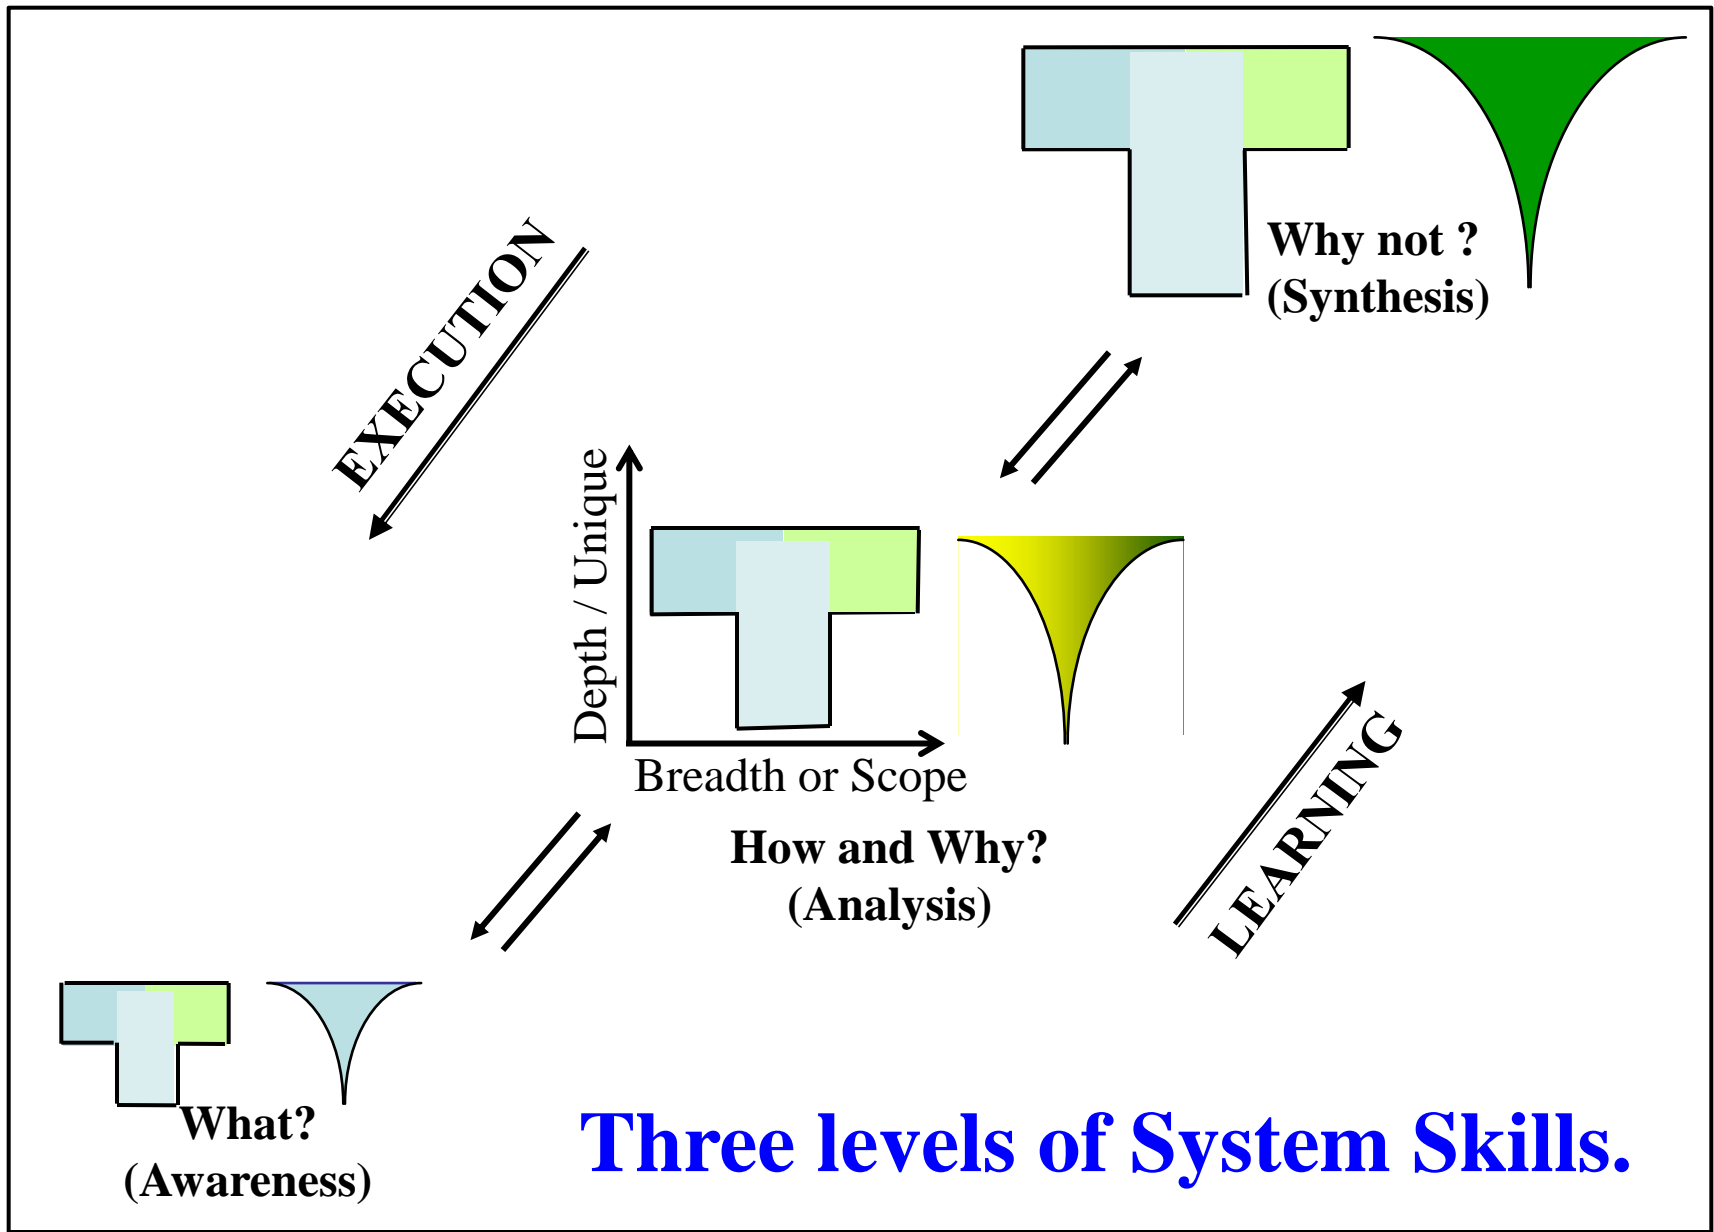 Why not ?
(Synthesis)
EXECUTION
Depth / Unique
Breadth or Scope
How and Why?
(Analysis)
LEARNING
What?
(Awareness)
Three levels of System Skills.